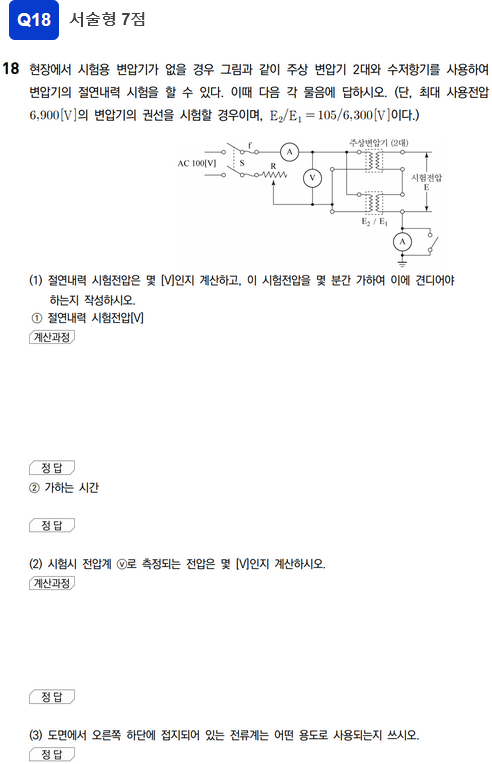 Q18 서술형 7점
18 현장에서 시험용 변압기가 없을 경우 그림과 같이 주상 변압기 2대와 수저항기를 사용하여
변압기의 절연내력 시험을 할 수 있다. 이때 다음 각 물음에 답하시오. (단, 최대 사용전압
6,900[V]의 변압기의 권선을 시험할 경우이며, E₂/E₁ = 105/6,300[V]이다.)
주상변압기 (2대)
f
A
AC 100[V]
S
R
V
시험전압
E
E₂ / E₁
A
(1) 절연내력 시험전압은 몇 [V]인지 계산하고, 이 시험전압을 몇 분간 가하여 이에 견디어야
하는지 작성하시오.
① 절연내력 시험전압[V]
계산과정
정답
② 가하는 시간
정답
(2) 시험시 전압계 ⓥ로 측정되는 전압은 몇 [V]인지 계산하시오.
계산과정
정답
(3) 도면에서 오른쪽 하단에 접지되어 있는 전류계는 어떤 용도로 사용되는지 쓰시오.
정답